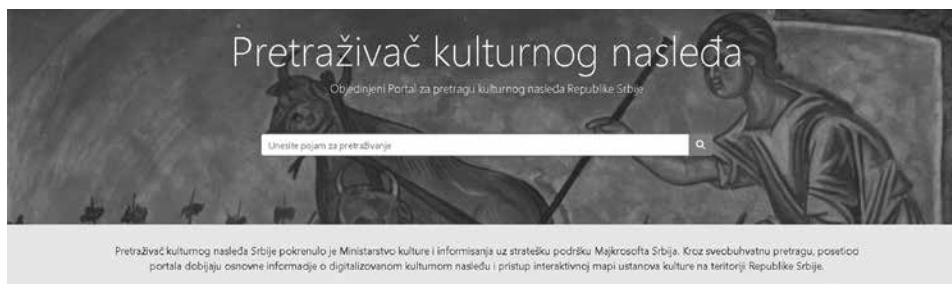 Pretraživač kulturnog nasleđa
Objedinjeni Portal za pretragu kulturnog nasleđa Republike Srbije
Unesite pojam za pretraživanje
Pretraživač kulturnog nasleđa Srbije pokrenulo je Ministarstvo kulture i informisanja uz stratešku podršku Majkrosofta Srbija. Kroz sveobuhvatnu pretragu, posetioci
portala dobijaju osnovne informacije o digitalizovanom kulturnom nasleđu i pristup interaktivnoj mapi ustanova kulture na teritoriji Republike Srbije.